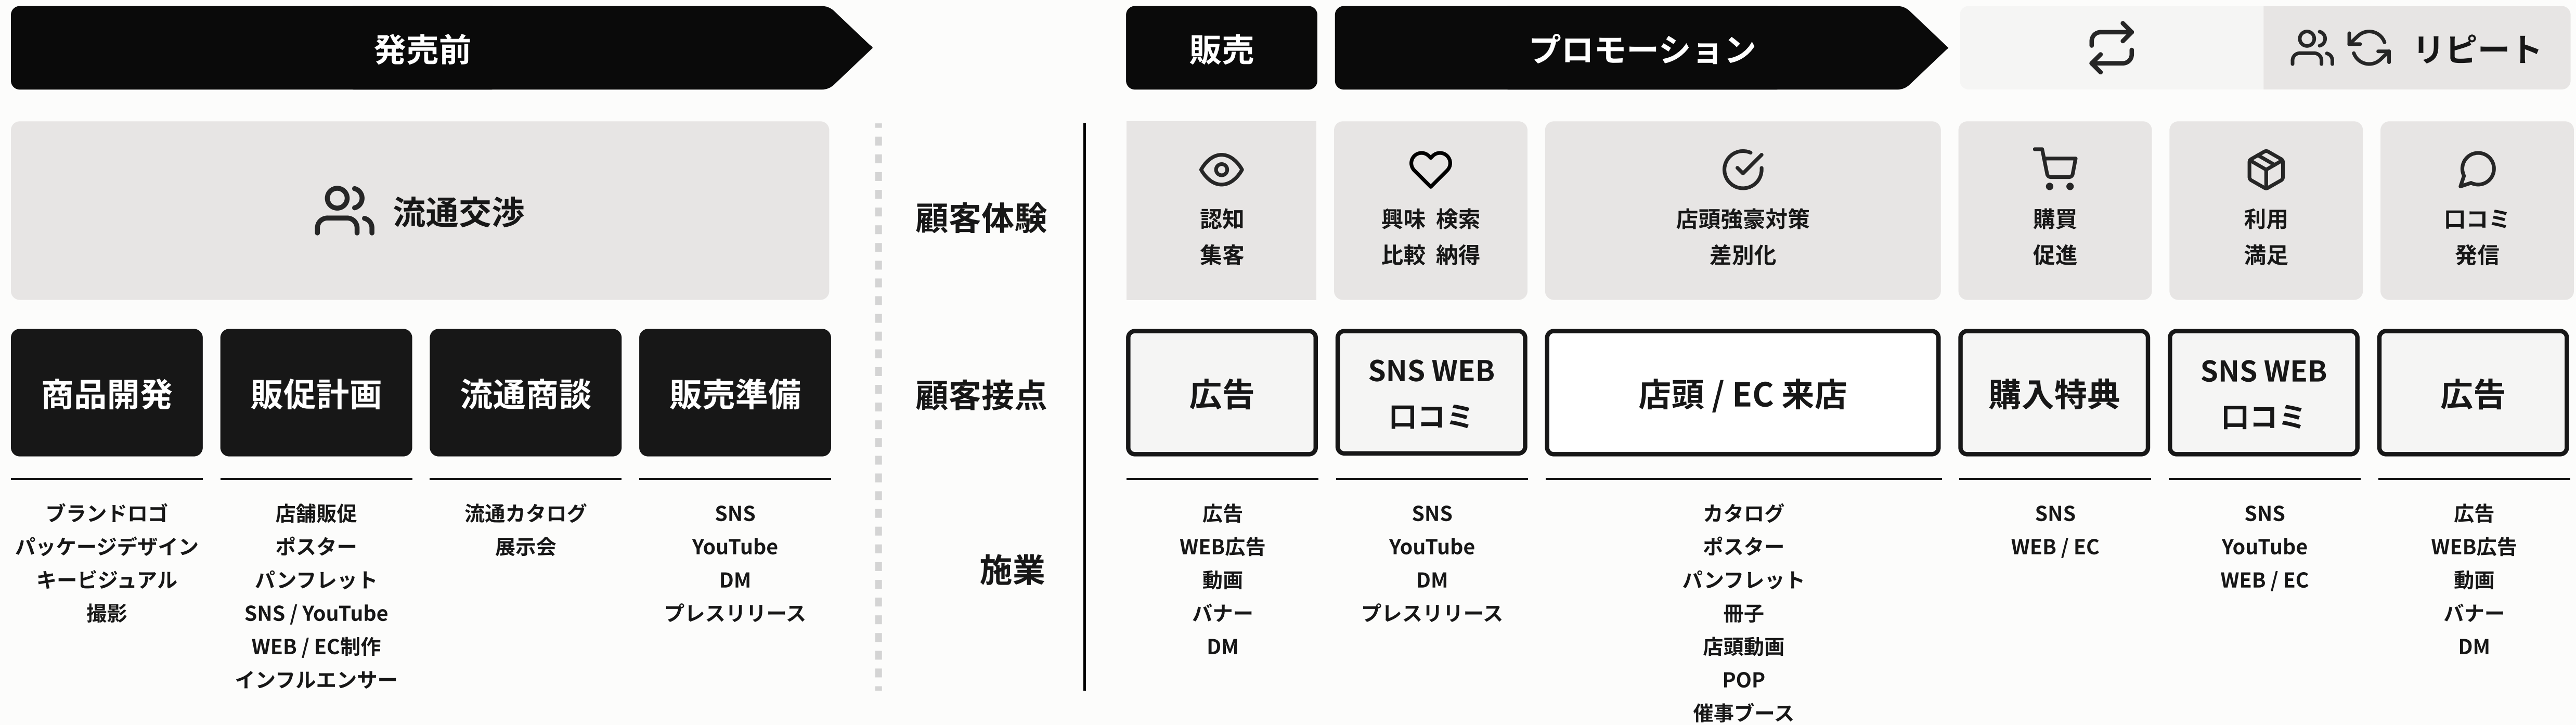 発売前
販売
プロモーション
リピート
流通交渉
顧客体験
認知
集客
興味 検索
比較 納得
店頭強豪対策
差別化
購買
促進
利用
満足
口コミ
発信
商品開発
販促計画
流通商談
販売準備
顧客接点
広告
SNS WEB
口コミ
店頭 / EC 来店
購入特典
SNS WEB
口コミ
広告
ブランドロゴ
パッケージデザイン
キービジュアル
撮影
店舗販促
ポスター
パンフレット
SNS / YouTube
WEB / EC制作
インフルエンサー
流通カタログ
展示会
SNS
YouTube
DM
プレスリリース
施業
広告
WEB広告
動画
バナー
DM
SNS
YouTube
DM
プレスリリース
カタログ
ポスター
パンフレット
冊子
店頭動画
POP
催事ブース
SNS
WEB / EC
SNS
YouTube
WEB / EC
広告
WEB広告
動画
バナー
DM